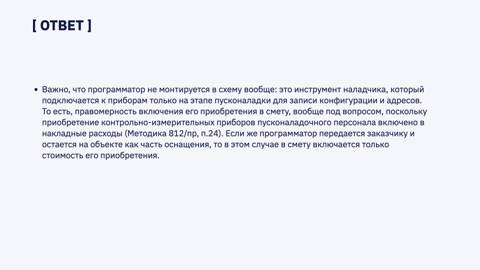 [ ОТВЕТ ]
• Важно, что программатор не монтируется в схему вообще: это инструмент наладчика, который
подключается к приборам только на этапе пусконаладки для записи конфигурации и адресов.
То есть, правомерность включения его приобретения в смету, вообще под вопросом, поскольку
приобретение контрольно-измерительных приборов пусконаладочного персонала включено в
накладные расходы (Методика 812/пр, п.24). Если же программатор передается заказчику и
остается на объекте как часть оснащения, то в этом случае в смету включается только
стоимость его приобретения.